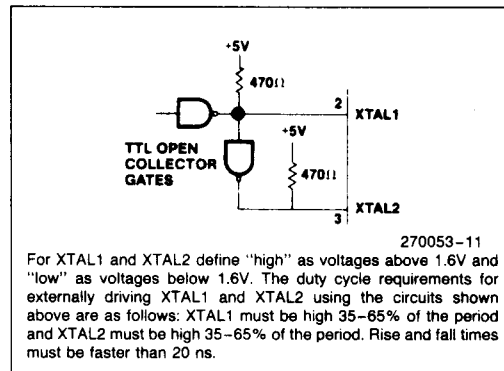 +5V
470Ω
2
XTAL1
+5V
TTL OPEN
COLLECTOR
GATES
470Ω
XTAL2
3
270053-11
For XTAL1 and XTAL2 define "high" as voltages above 1.6V and
"low" as voltages below 1.6V. The duty cycle requirements for
externally driving XTAL1 and XTAL2 using the circuits shown
above are as follows: XTAL1 must be high 35-65% of the period
and XTAL2 must be high 35-65% of the period. Rise and fall times
must be faster than 20 ns.